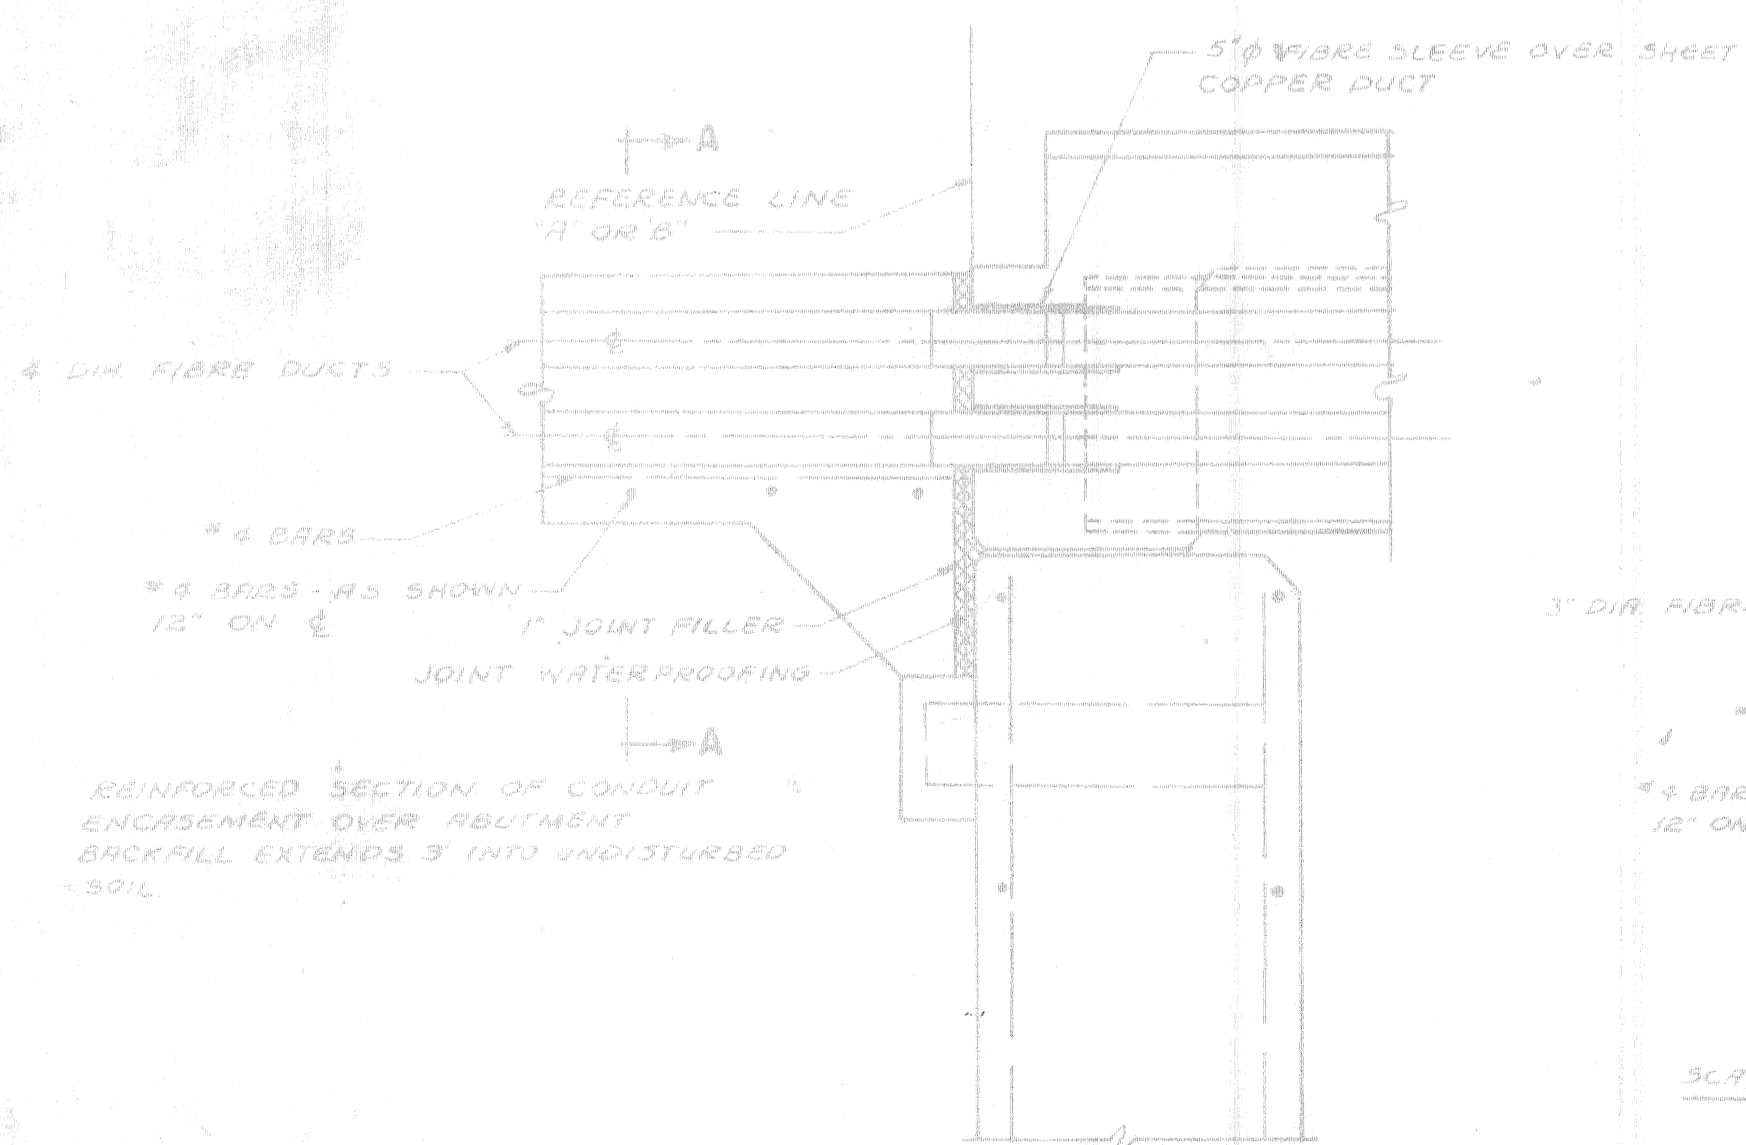 5"φ FIBRE SLEEVE OVER SHEET
COPPER DUCT
A
REFERENCE LINE
"A" OR "B"
4" DIA. FIBRE DUCTS
℄
℄
#4 BARS
#4 BARS - AS SHOWN
12" ON ℄
1" JOINT FILLER
JOINT WATERPROOFING
A
REINFORCED SECTION OF CONDUIT
ENCASEMENT OVER ABUTMENT
BACKFILL EXTENDS 3' INTO UNDISTURBED
SOIL
3" DIA. FIBR
#4 BAR
12" ON
SCA